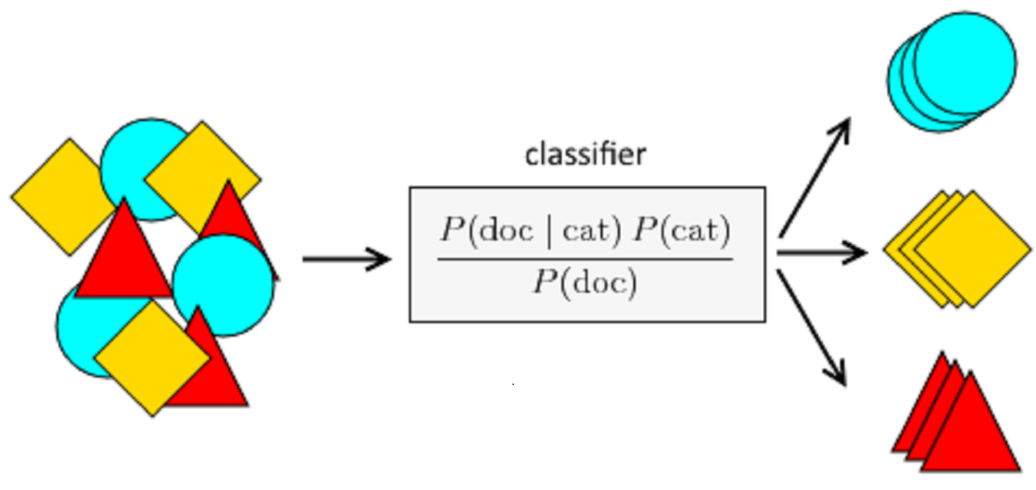 classifier
P(doc | cat) P(cat)
P(doc)